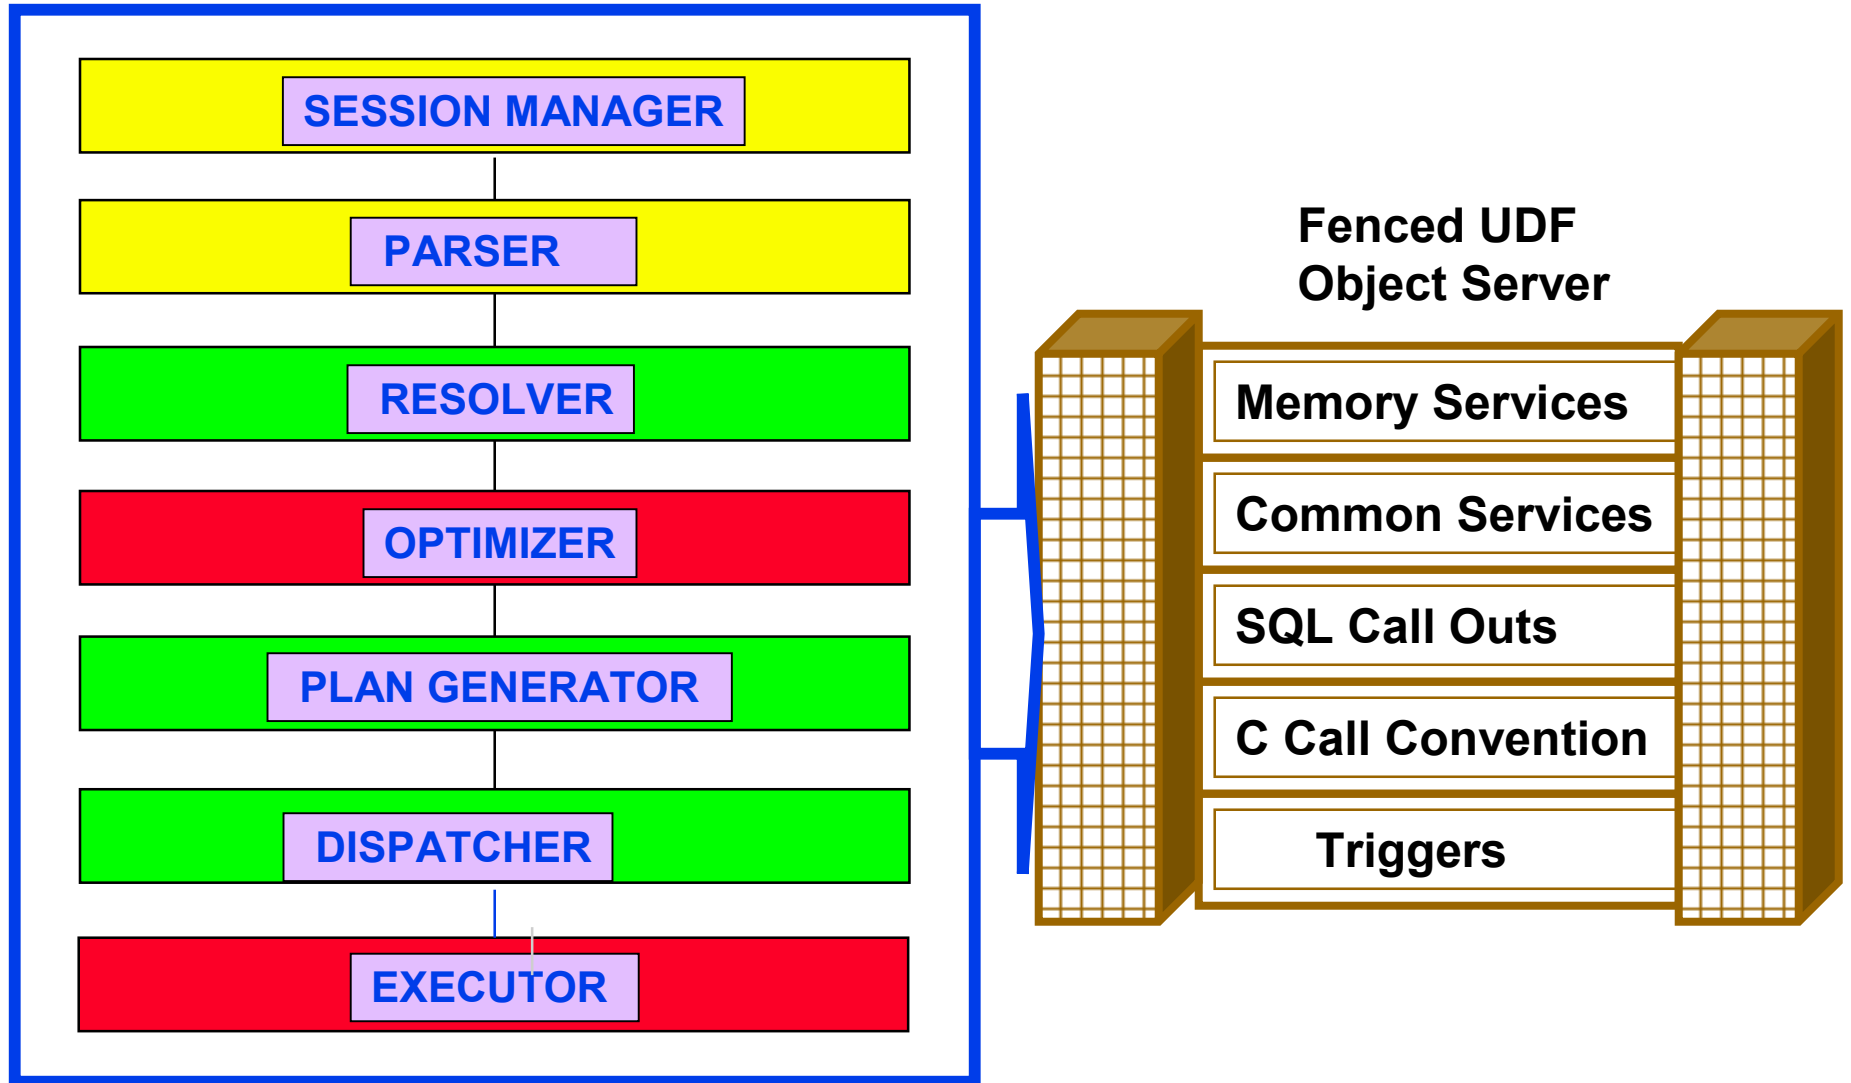 SESSION MANAGER
PARSER
RESOLVER
OPTIMIZER
PLAN GENERATOR
DISPATCHER
EXECUTOR
Fenced UDF
Object Server
Memory Services
Common Services
SQL Call Outs
C Call Convention
Triggers